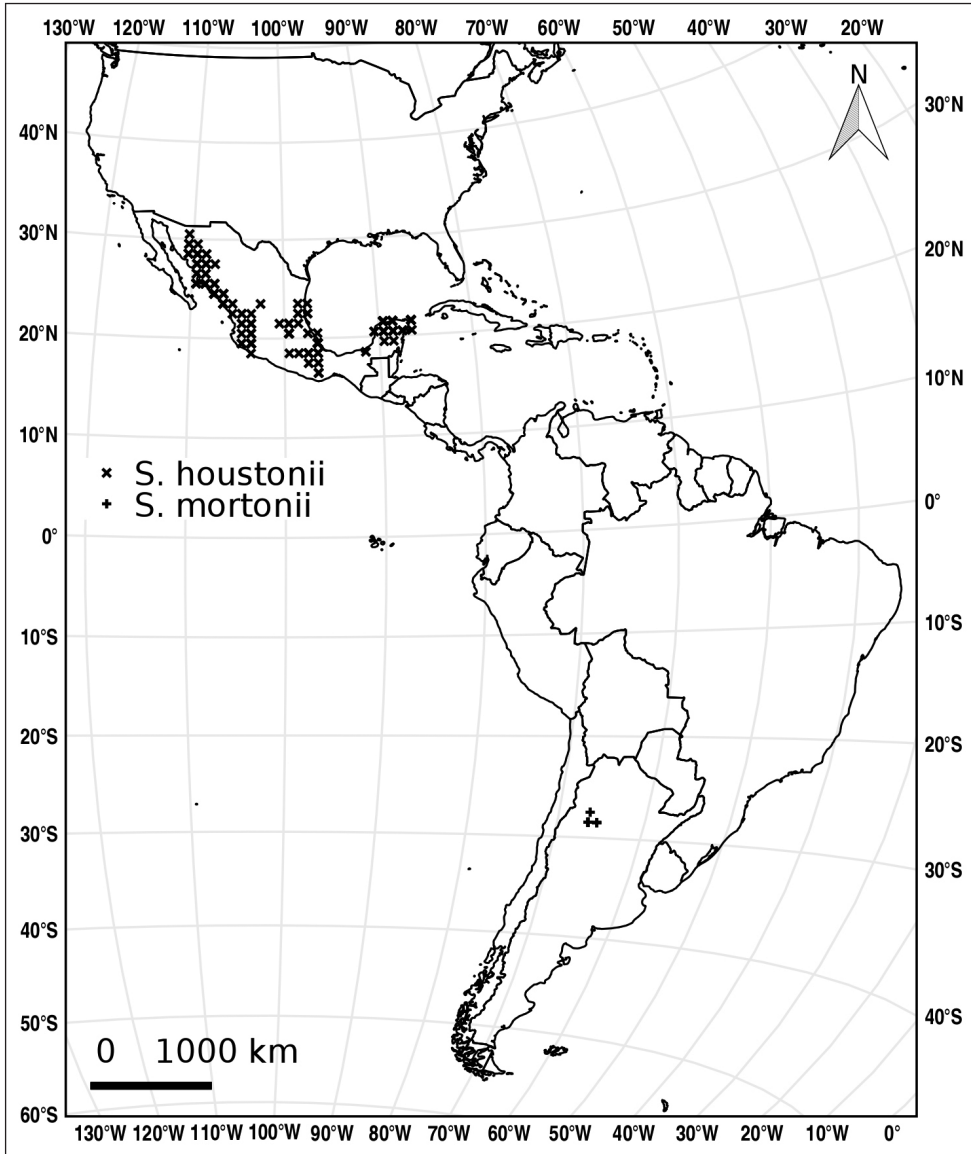 130°W 120°W 110°W 100°W 90°W 80°W 70°W 60°W 50°W 40°W 30°W 20°W
N
30°N
40°N
30°N
20°N
20°N
10°N
10°N
× S. houstonii
+ S. mortonii
0°
0°
10°S
10°S
20°S
20°S
30°S
30°S
40°S
40°S
50°S
0 1000 km
60°S
130°W 120°W 110°W 100°W 90°W 80°W 70°W 60°W 50°W 40°W 30°W 20°W 10°W 0°